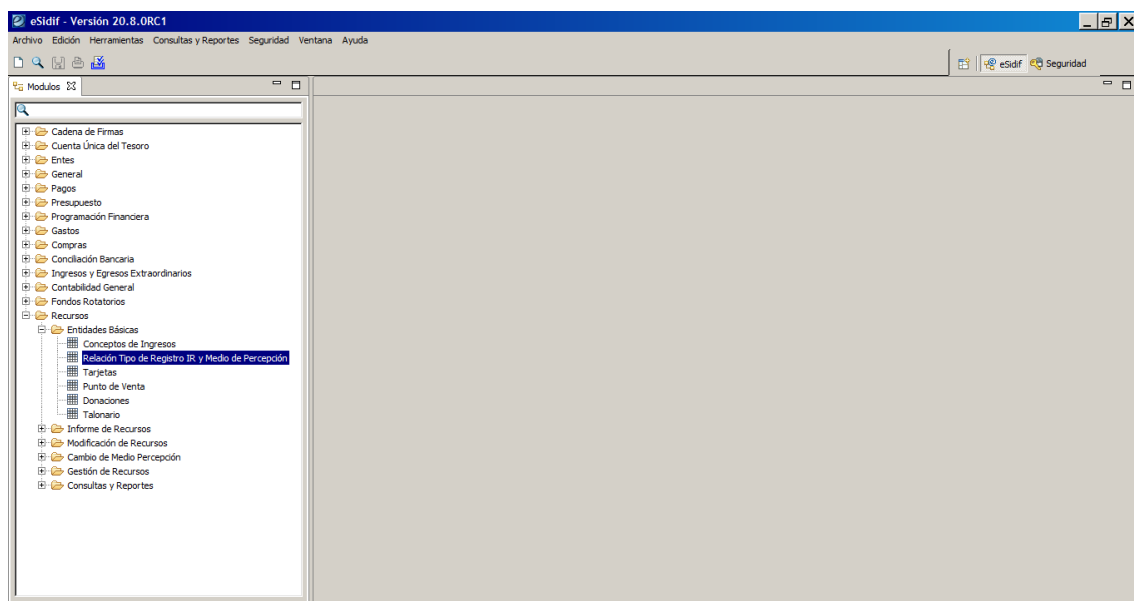 eSidif - Versión 20.8.0RC1
Archivo Edición Herramientas Consultas y Reportes Seguridad Ventana Ayuda
eSidif Seguridad
Modulos
Cadena de Firmas
Cuenta Única del Tesoro
Entes
General
Pagos
Presupuesto
Programación Financiera
Gastos
Compras
Conciliación Bancaria
Ingresos y Egresos Extraordinarios
Contabilidad General
Fondos Rotatorios
Recursos
Entidades Básicas
Conceptos de Ingresos
Relación Tipo de Registro IR y Medio de Percepción
Tarjetas
Punto de Venta
Donaciones
Talonario
Informe de Recursos
Modificación de Recursos
Cambio de Medio Percepción
Gestión de Recursos
Consultas y Reportes